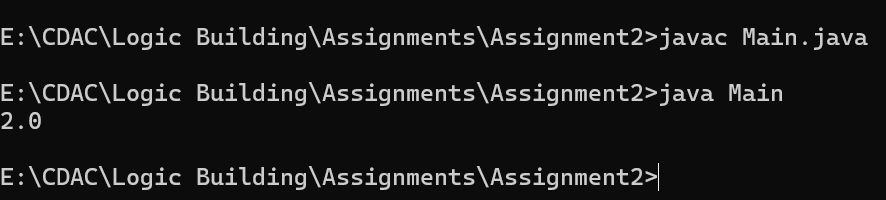 E:\CDAC\Logic Building\Assignments\Assignment2>javac Main.java
E:\CDAC\Logic Building\Assignments\Assignment2>java Main
2.0
E:\CDAC\Logic Building\Assignments\Assignment2>